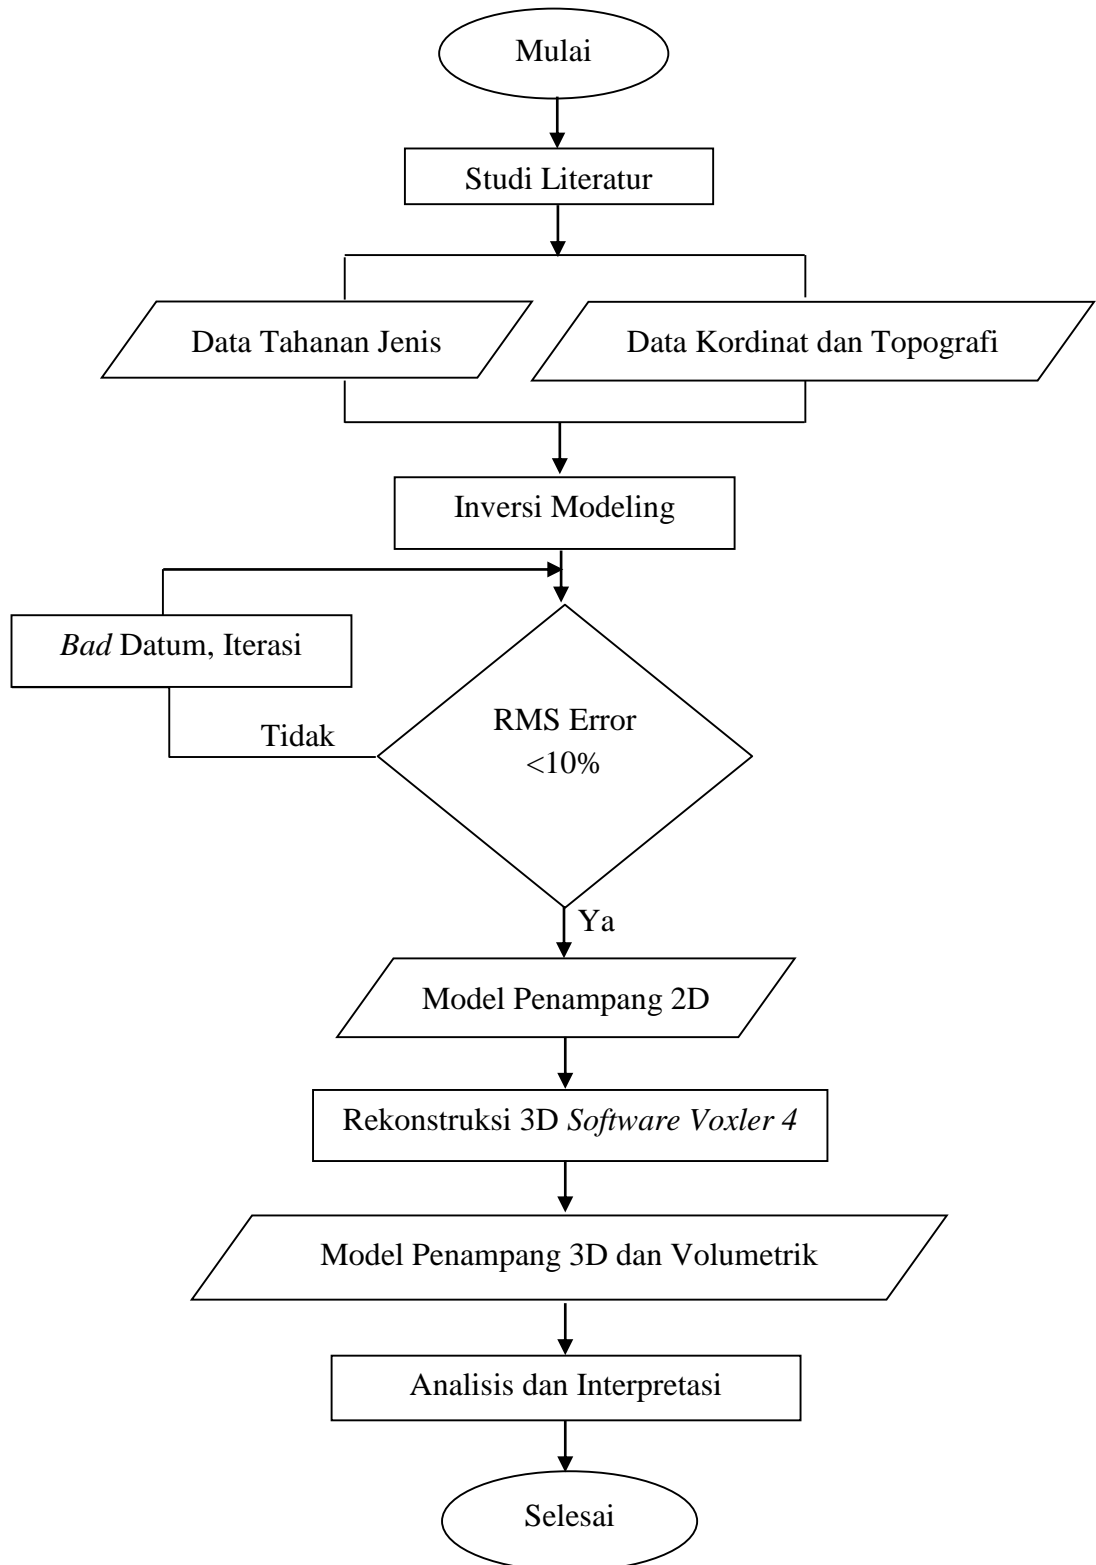 Mulai
Studi Literatur
Data Tahanan Jenis
Data Kordinat dan Topografi
Inversi Modeling
Bad Datum, Iterasi
Tidak
RMS Error
<10%
Ya
Model Penampang 2D
Rekonstruksi 3D Software Voxler 4
Model Penampang 3D dan Volumetrik
Analisis dan Interpretasi
Selesai